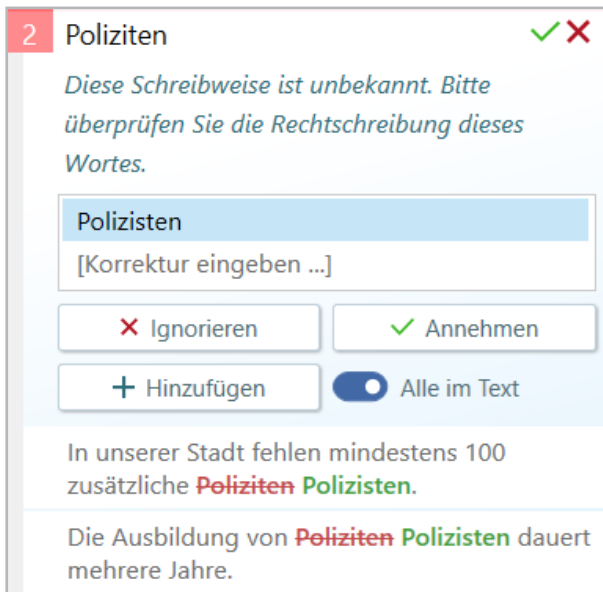 2 Poliziten
Diese Schreibweise ist unbekannt. Bitte
überprüfen Sie die Rechtschreibung dieses
Wortes.
Polizisten
[Korrektur eingeben ...]
Ignorieren
Annehmen
Hinzufügen
Alle im Text
In unserer Stadt fehlen mindestens 100
zusätzliche Poliziten Polizisten.
Die Ausbildung von Poliziten Polizisten dauert
mehrere Jahre.